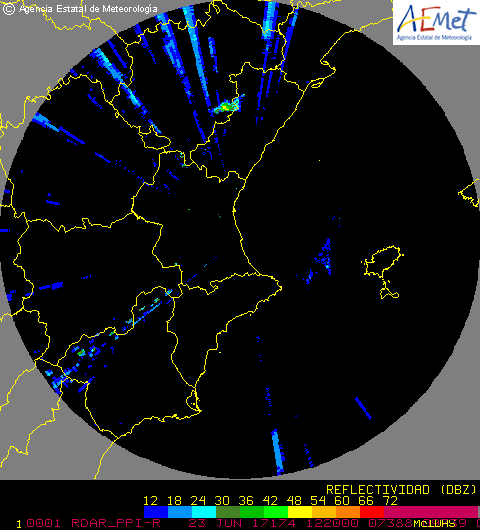 © Agencia Estatal de Meteorología
AEMet
Agencia Estatal de Meteorología
REFLECTIVIDAD (DBZ)
12 18 24 30 36 42 48 54 60 66 72
1 0001 RDAR_PPI-R 23 JUN 17174 122000